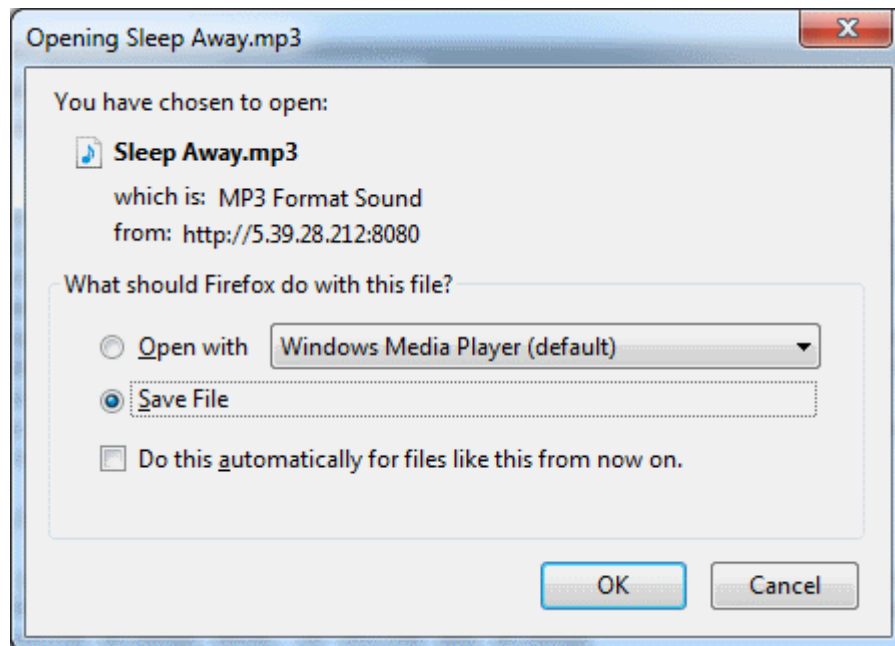 Opening Sleep Away.mp3
You have chosen to open:
Sleep Away.mp3
which is: MP3 Format Sound
from: http://5.39.28.212:8080
What should Firefox do with this file?
Open with Windows Media Player (default)
Save File
Do this automatically for files like this from now on.
OK Cancel